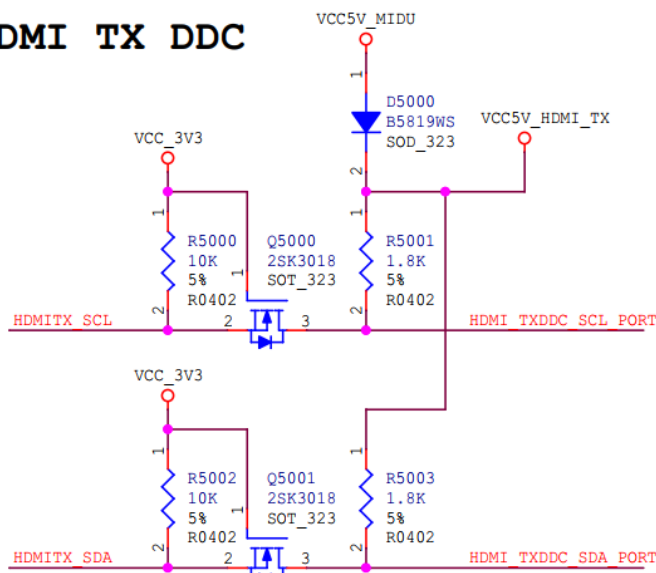 DMI TX DDC
VCC5V_MIDU
1
D5000
B5819WS
SOD_323
2
VCC5V_HDMI_TX
VCC_3V3
1
R5000
10K
5%
R0402
2
Q5000
2SK3018
SOT_323
1
2
3
1
R5001
1.8K
5%
R0402
2
HDMITX_SCL
HDMI_TXDDC_SCL_PORT
VCC_3V3
1
R5002
10K
5%
R0402
2
Q5001
2SK3018
SOT_323
1
2
3
1
R5003
1.8K
5%
R0402
2
HDMITX_SDA
HDMI_TXDDC_SDA_PORT